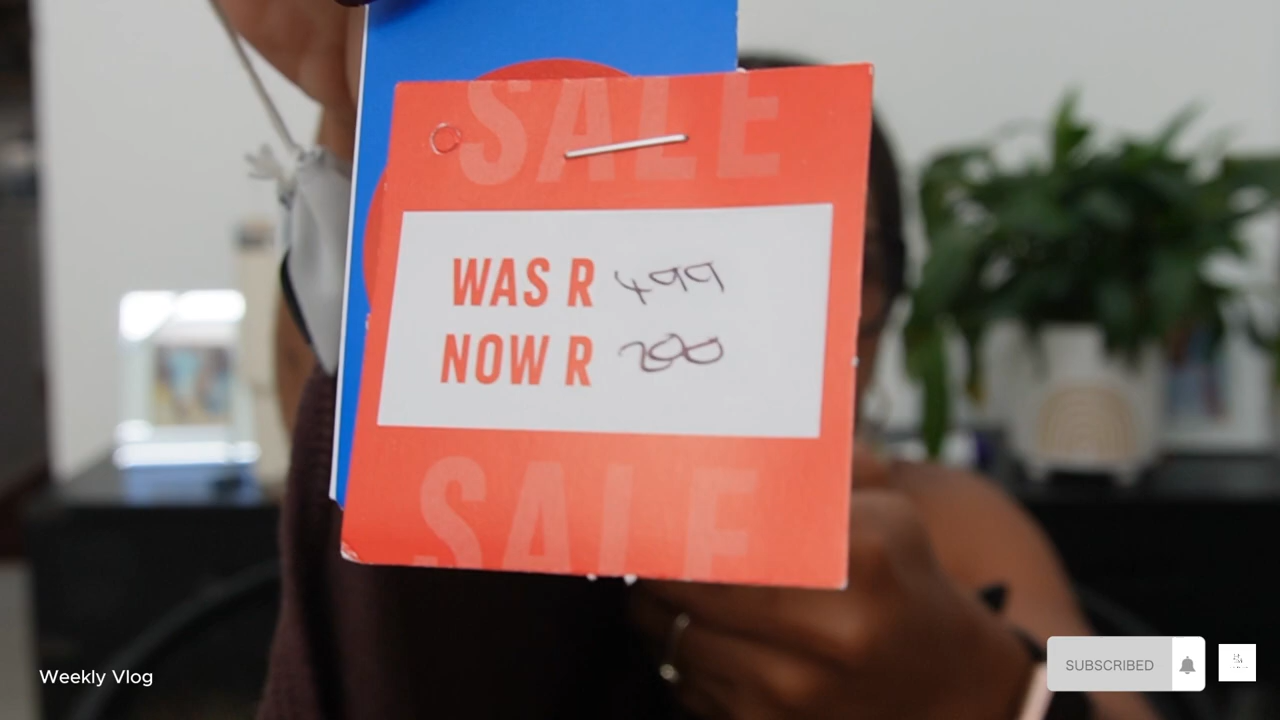 SALE
WAS R 499
NOW R 200
SALE
Weekly Vlog
SUBSCRIBED